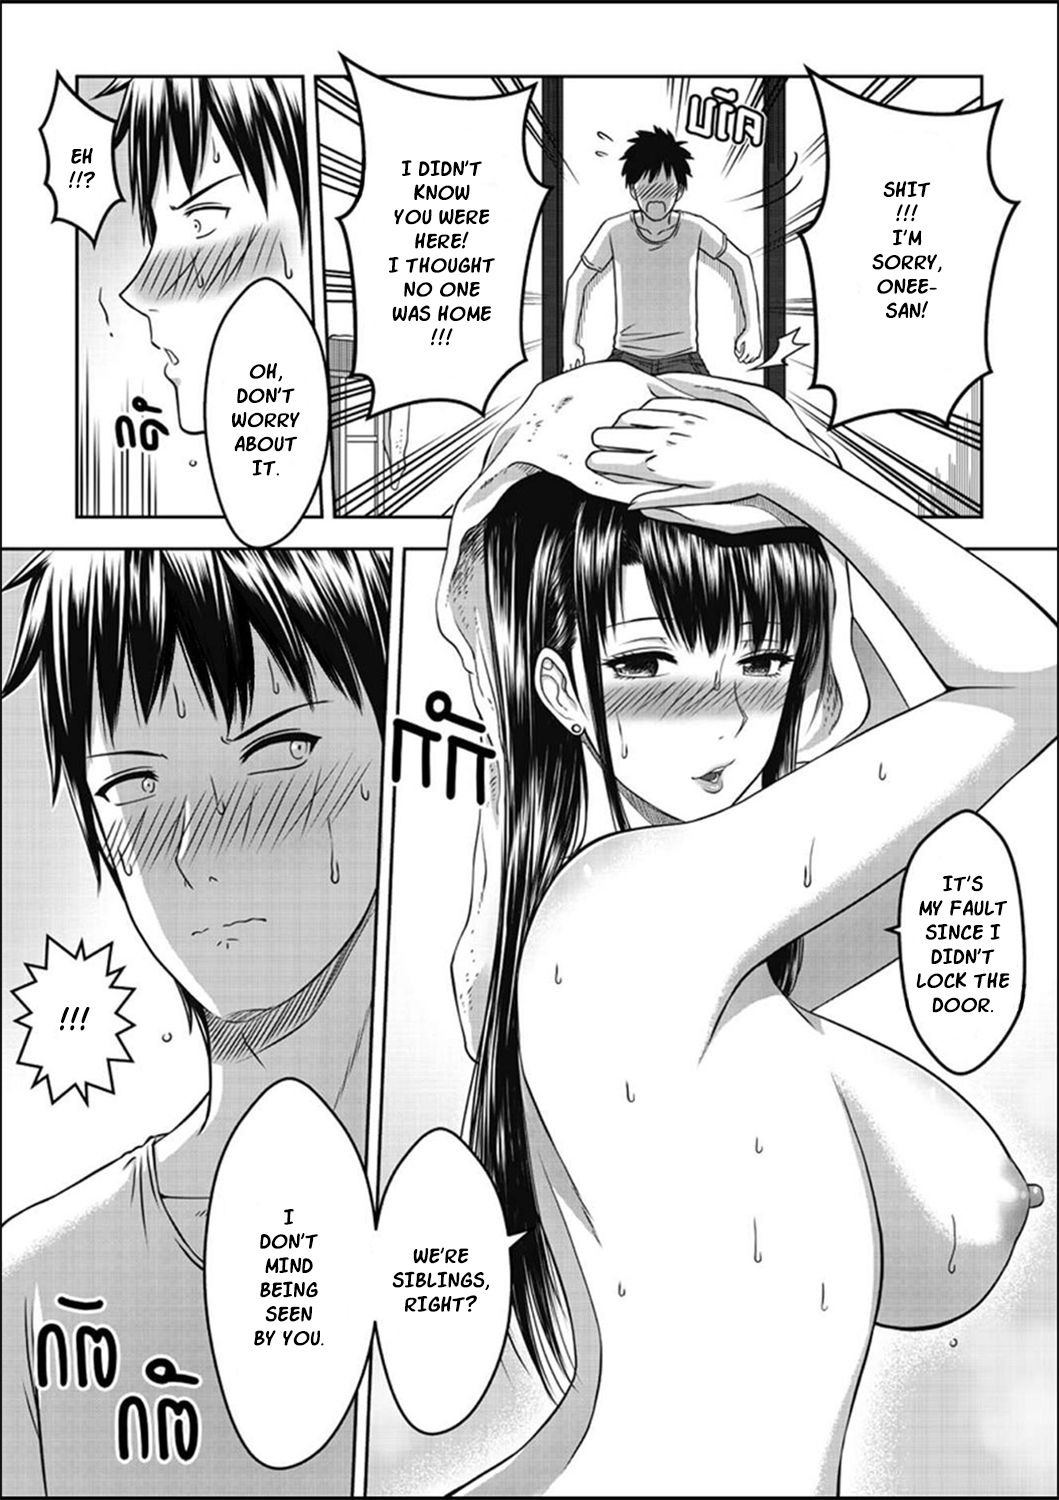 SHIT
!!!
I'M
SORRY,
ONEE-
SAN!
I DIDN'T
KNOW
YOU WERE
HERE!
I THOUGHT
NO ONE
WAS HOME
!!!
EH
!!?
OH,
DON'T
WORRY
ABOUT
IT.
IT'S
MY FAULT
SINCE I
DIDN'T
LOCK THE
DOOR.
!!!
WE'RE
SIBLINGS,
RIGHT?
I
DON'T
MIND
BEING
SEEN
BY YOU.